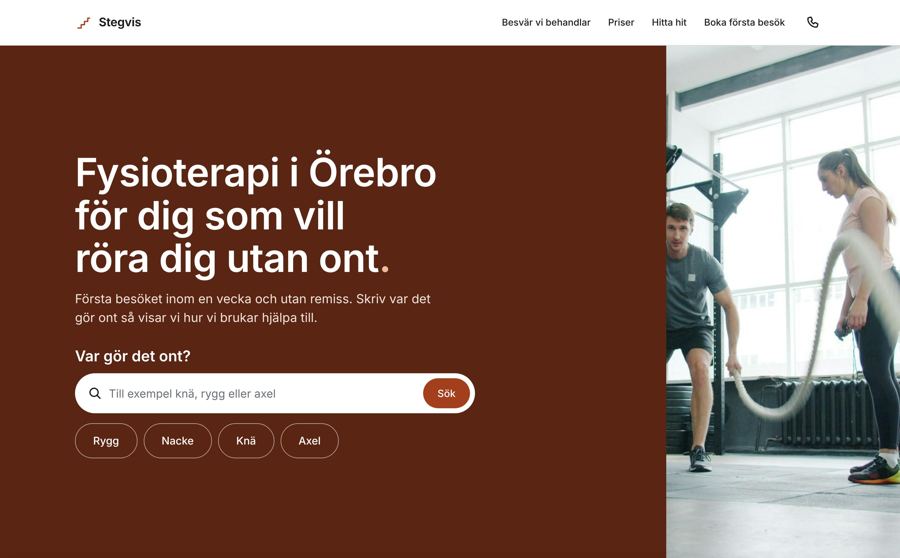 Stegvis
Besvär vi behandlar
Priser
Hitta hit
Boka första besök
Fysioterapi i Örebro
för dig som vill
röra dig utan ont.
Första besöket inom en vecka och utan remiss. Skriv var det
gör ont så visar vi hur vi brukar hjälpa till.
Var gör det ont?
Till exempel knä, rygg eller axel
Sök
Rygg
Nacke
Knä
Axel